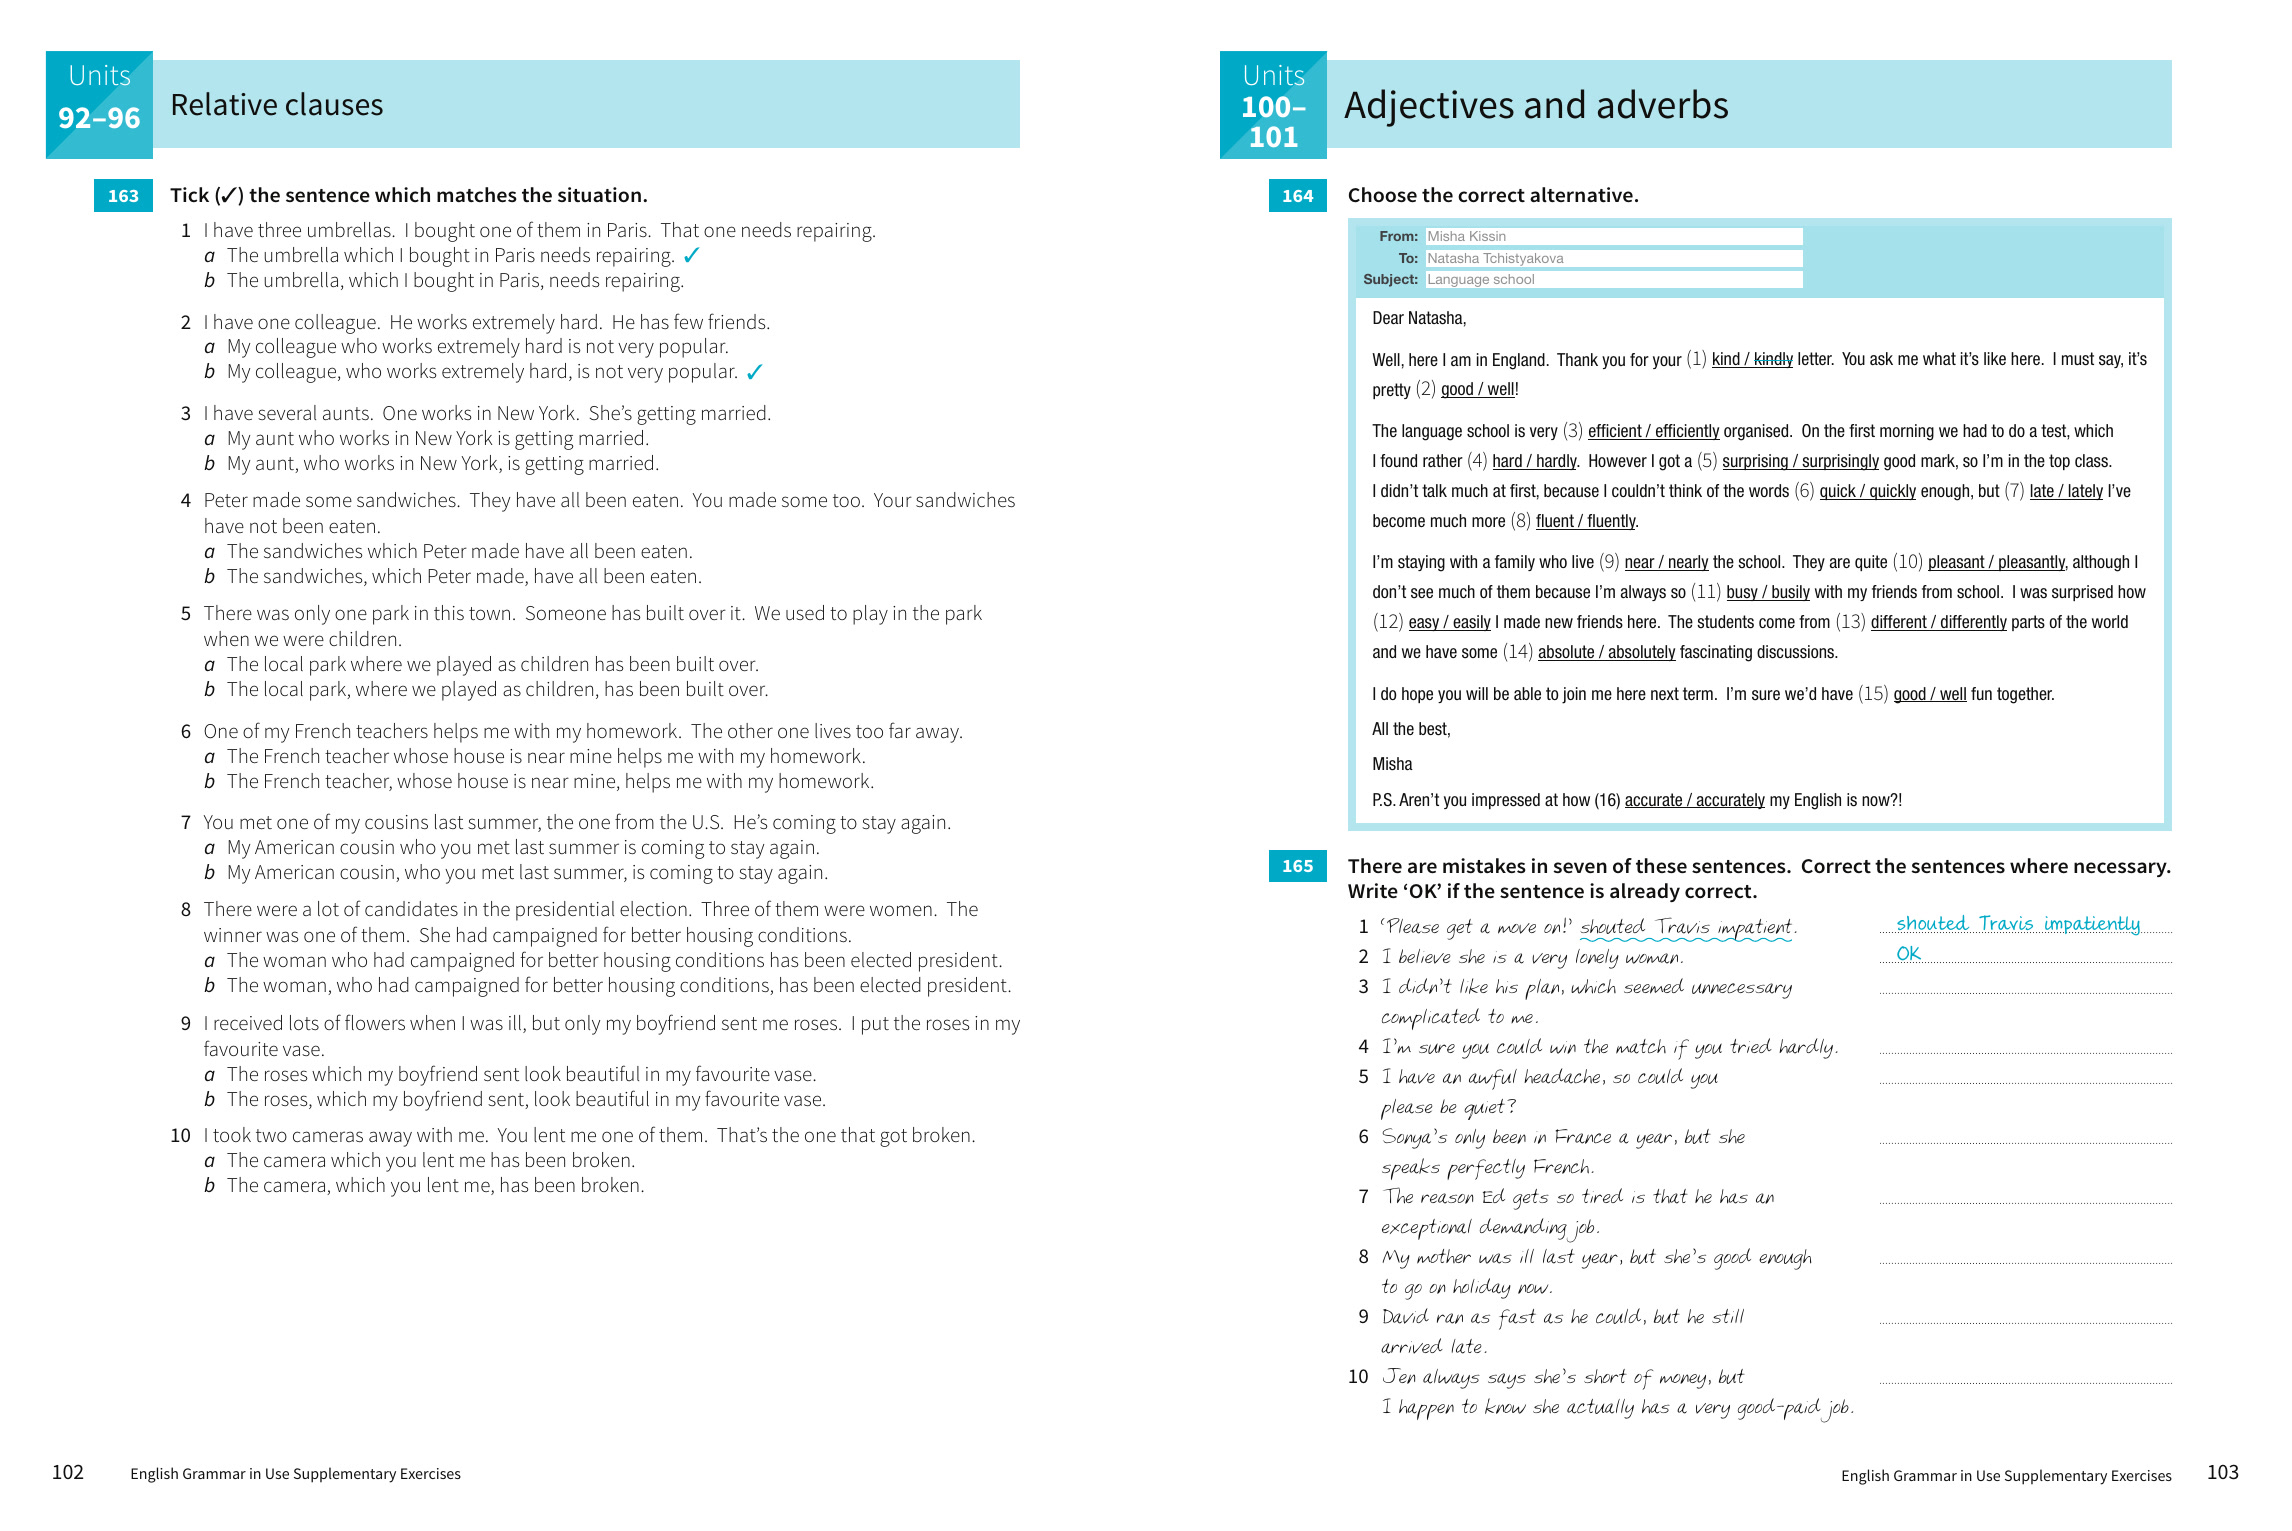 Units
92–96
Relative clauses
163
Tick (✓) the sentence which matches the situation.
1 I have three umbrellas. I bought one of them in Paris. That one needs repairing.
a The umbrella which I bought in Paris needs repairing. ✓
b The umbrella, which I bought in Paris, needs repairing.
2 I have one colleague. He works extremely hard. He has few friends.
a My colleague who works extremely hard is not very popular.
b My colleague, who works extremely hard, is not very popular. ✓
3 I have several aunts. One works in New York. She's getting married.
a My aunt who works in New York is getting married.
b My aunt, who works in New York, is getting married.
4 Peter made some sandwiches. They have all been eaten. You made some too. Your sandwiches
have not been eaten.
a The sandwiches which Peter made have all been eaten.
b The sandwiches, which Peter made, have all been eaten.
5 There was only one park in this town. Someone has built over it. We used to play in the park
when we were children.
a The local park where we played as children has been built over.
b The local park, where we played as children, has been built over.
6 One of my French teachers helps me with my homework. The other one lives too far away.
a The French teacher whose house is near mine helps me with my homework.
b The French teacher, whose house is near mine, helps me with my homework.
7 You met one of my cousins last summer, the one from the U.S. He's coming to stay again.
a My American cousin who you met last summer is coming to stay again.
b My American cousin, who you met last summer, is coming to stay again.
8 There were a lot of candidates in the presidential election. Three of them were women. The
winner was one of them. She had campaigned for better housing conditions.
a The woman who had campaigned for better housing conditions has been elected president.
b The woman, who had campaigned for better housing conditions, has been elected president.
9 I received lots of flowers when I was ill, but only my boyfriend sent me roses. I put the roses in my
favourite vase.
a The roses which my boyfriend sent look beautiful in my favourite vase.
b The roses, which my boyfriend sent, look beautiful in my favourite vase.
10 I took two cameras away with me. You lent me one of them. That's the one that got broken.
a The camera which you lent me has been broken.
b The camera, which you lent me, has been broken.
102 English Grammar in Use Supplementary Exercises
Units
100–
101
Adjectives and adverbs
164
Choose the correct alternative.
From: Misha Kissin
To: Natasha Tchistyakova
Subject: Language school
Dear Natasha,
Well, here I am in England. Thank you for your (1) kind / kindly letter. You ask me what it's like here. I must say, it's
pretty (2) good / well!
The language school is very (3) efficient / efficiently organised. On the first morning we had to do a test, which
I found rather (4) hard / hardly. However I got a (5) surprising / surprisingly good mark, so I'm in the top class.
I didn't talk much at first, because I couldn't think of the words (6) quick / quickly enough, but (7) late / lately I've
become much more (8) fluent / fluently.
I'm staying with a family who live (9) near / nearly the school. They are quite (10) pleasant / pleasantly, although I
don't see much of them because I'm always so (11) busy / busily with my friends from school. I was surprised how
(12) easy / easily I made new friends here. The students come from (13) different / differently parts of the world
and we have some (14) absolute / absolutely fascinating discussions.
I do hope you will be able to join me here next term. I'm sure we'd have (15) good / well fun together.
All the best,
Misha
P.S. Aren't you impressed at how (16) accurate / accurately my English is now?!
165
There are mistakes in seven of these sentences. Correct the sentences where necessary.
Write 'OK' if the sentence is already correct.
1 'Please get a move on!' shouted Travis impatient. shouted Travis impatiently
2 I believe she is a very lonely woman. OK
3 I didn't like his plan, which seemed unnecessary
complicated to me.
4 I'm sure you could win the match if you tried hardly.
5 I have an awful headache, so could you
please be quiet?
6 Sonya's only been in France a year, but she
speaks perfectly French.
7 The reason Ed gets so tired is that he has an
exceptional demanding job.
8 My mother was ill last year, but she's good enough
to go on holiday now.
9 David ran as fast as he could, but he still
arrived late.
10 Jen always says she's short of money, but
I happen to know she actually has a very good-paid job.
English Grammar in Use Supplementary Exercises 103